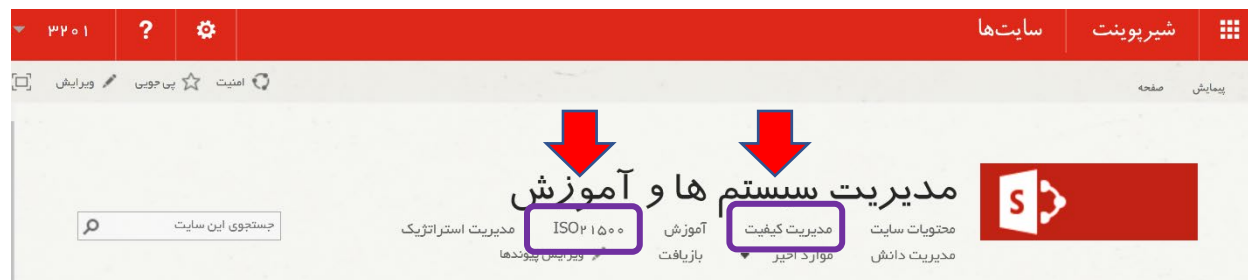 شیرپوینت سایت‌ها ? ۳۲۰۱
پیمایش صفحه امنیت پی جویی ویرایش
مدیریت سیستم ها و آموزش
محتویات سایت مدیریت کیفیت آموزش ISO۲۱۵۰۰ مدیریت استراتژیک
جستجوی این سایت
مدیریت دانش موارد اخیر بازیافت ویرایش پیوندها